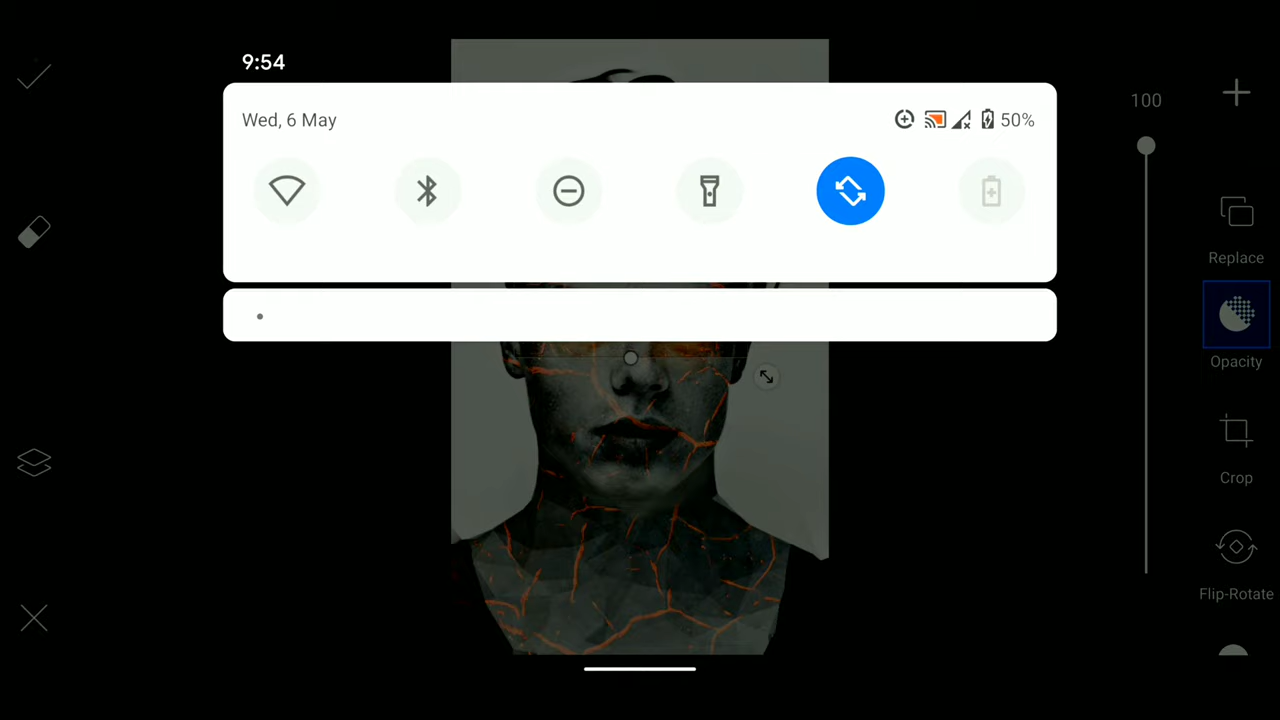 9:54
Wed, 6 May
50%
100
Replace
Opacity
Crop
Flip-Rotate